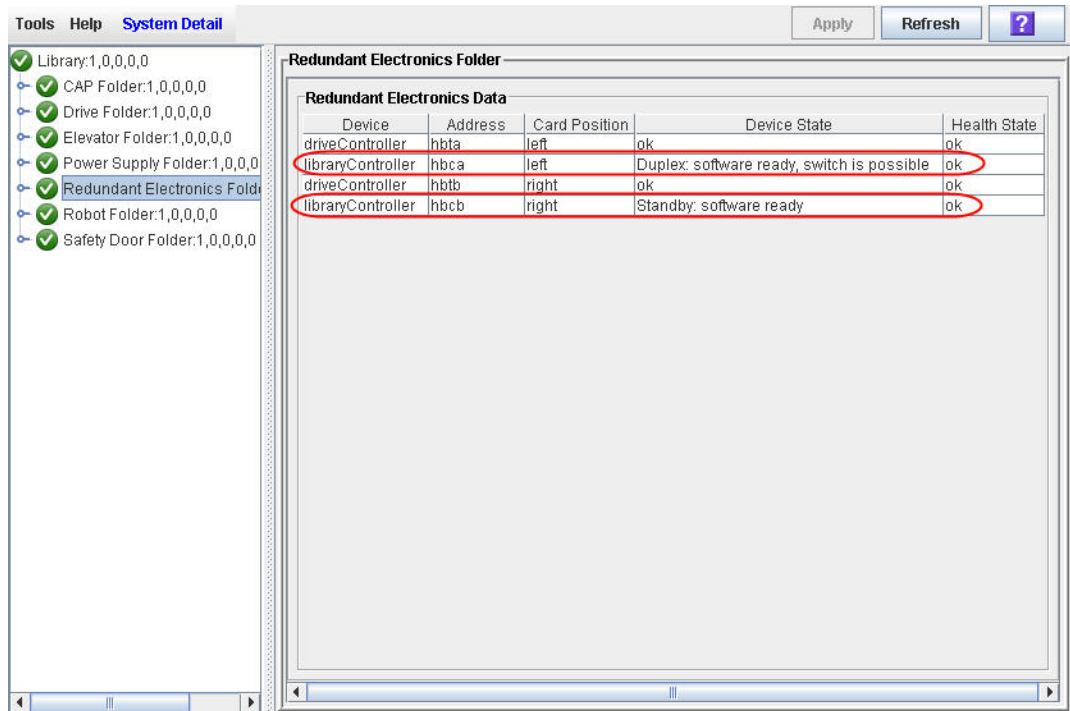 Tools Help System Detail Apply Refresh ?
Library:1,0,0,0,0
CAP Folder:1,0,0,0,0
Drive Folder:1,0,0,0,0
Elevator Folder:1,0,0,0,0
Power Supply Folder:1,0,0,0
Redundant Electronics Fold
Robot Folder:1,0,0,0,0
Safety Door Folder:1,0,0,0,0
Redundant Electronics Folder
Redundant Electronics Data
Device Address Card Position Device State Health State
driveController hbta left ok ok
libraryController hbca left Duplex: software ready, switch is possible ok
driveController hbtb right ok ok
libraryController hbcb right Standby: software ready ok